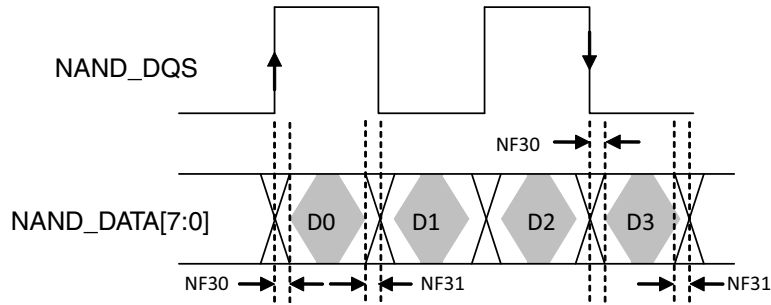 NAND_DQS
NF30
NAND_DATA[7:0]
D0
D1
D2
D3
NF30
NF31
NF31